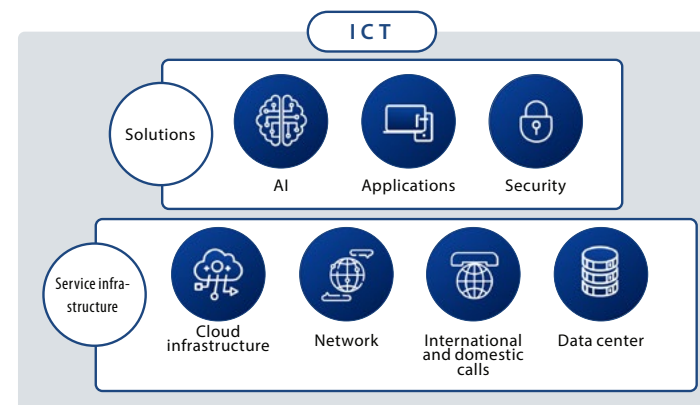 ICT
Solutions
AI
Applications
Security
Service infra-
structure
Cloud
infrastructure
Network
International
and domestic
calls
Data center